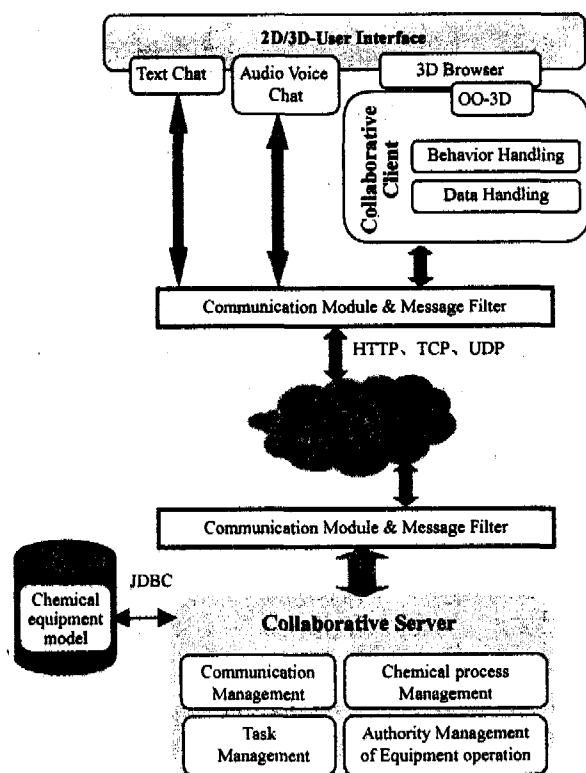 2D/3D-User Interface
Text Chat
Audio Voice
Chat
3D Browser
OO-3D
Collaborative
Client
Behavior Handling
Data Handling
Communication Module & Message Filter
HTTP、TCP、UDP
Communication Module & Message Filter
JDBC
Chemical
equipment
model
Collaborative Server
Communication
Management
Chemical process
Management
Task
Management
Authority Management
of Equipment operation